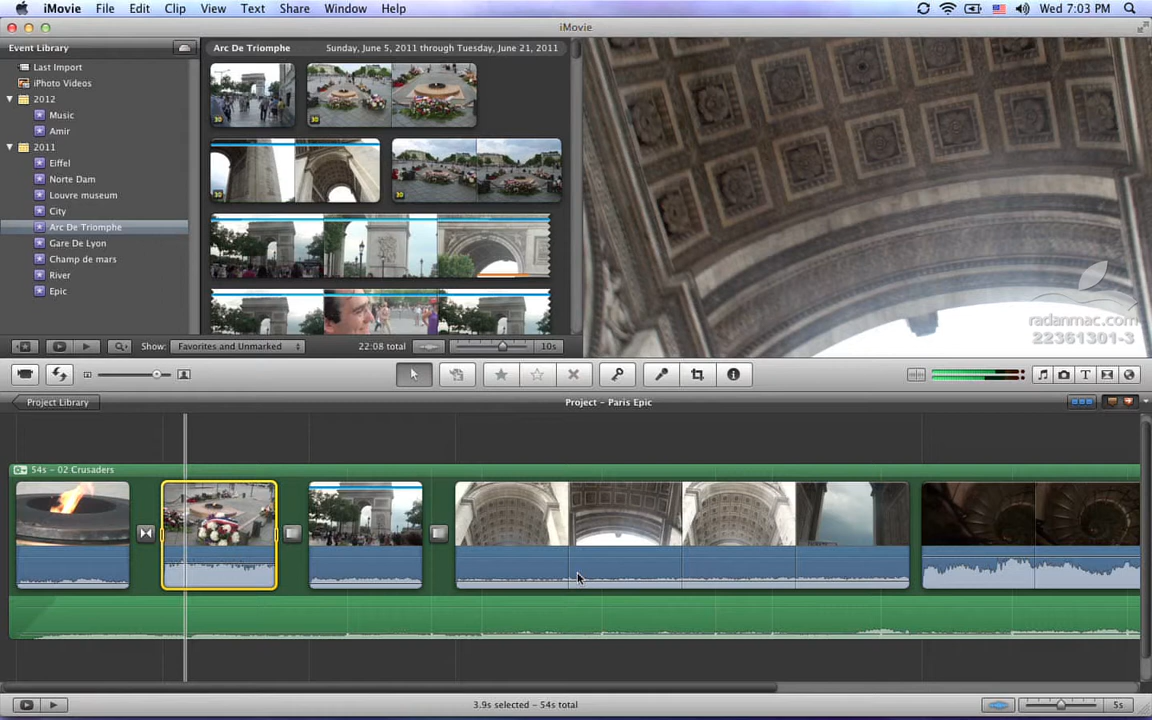 iMovie File Edit Clip View Text Share Window Help Wed 7:03 PM
iMovie
Event Library
Last Import
iPhoto Videos
2012
Music
Amir
2011
Eiffel
Norte Dam
Louvre museum
City
Arc De Triomphe
Gare De Lyon
Champ de mars
River
Epic
Arc De Triomphe Sunday, June 5, 2011 through Tuesday, June 21, 2011
30
30
30
30
radanmac.com
22361301-3
Show: Favorites and Unmarked 22:08 total 10s
Project Library Project - Paris Epic
54s - 02 Crusaders
3.9s selected - 54s total 5s